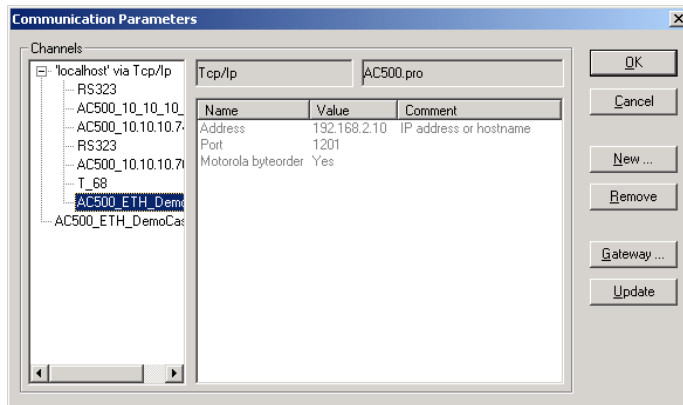 Communication Parameters
Channels
'localhost' via Tcp/Ip
RS323
AC500_10_10_10_
AC500_10.10.10.7
RS323
AC500_10.10.10.7
T_68
AC500_ETH_Demo
AC500_ETH_DemoCas
Tcp/Ip
AC500.pro
Name Value Comment
Address 192.168.2.10 IP address or hostname
Port 1201
Motorola byteorder Yes
OK
Cancel
New ...
Remove
Gateway ...
Update